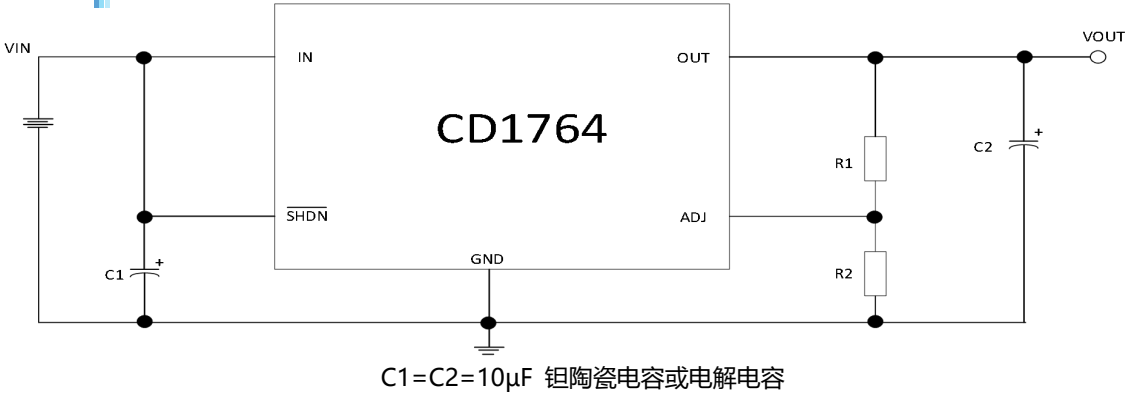 VIN
IN
OUT
VOUT
CD1764
R1
C2
+
SHDN
ADJ
GND
C1
+
R2
C1=C2=10μF 钽陶瓷电容或电解电容